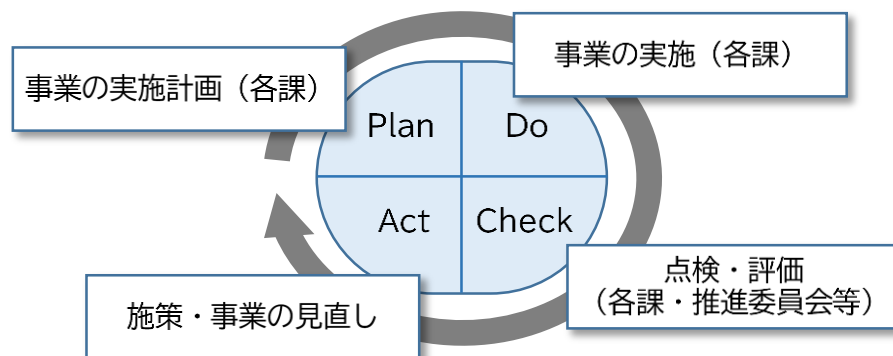 事業の実施（各課）
事業の実施計画（各課）
Plan
Do
Act
Check
点検・評価
（各課・推進委員会等）
施策・事業の見直し